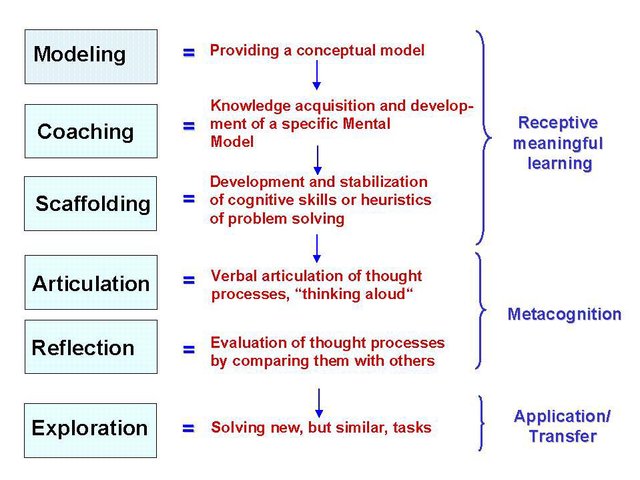 Modeling = Providing a conceptual model
Coaching = Knowledge acquisition and develop-
ment of a specific Mental
Model
Receptive
meaningful
learning
Scaffolding = Development and stabilization
of cognitive skills or heuristics
of problem solving
Articulation = Verbal articulation of thought
processes, “thinking aloud“
Metacognition
Reflection = Evaluation of thought processes
by comparing them with others
Exploration = Solving new, but similar, tasks
Application/
Transfer